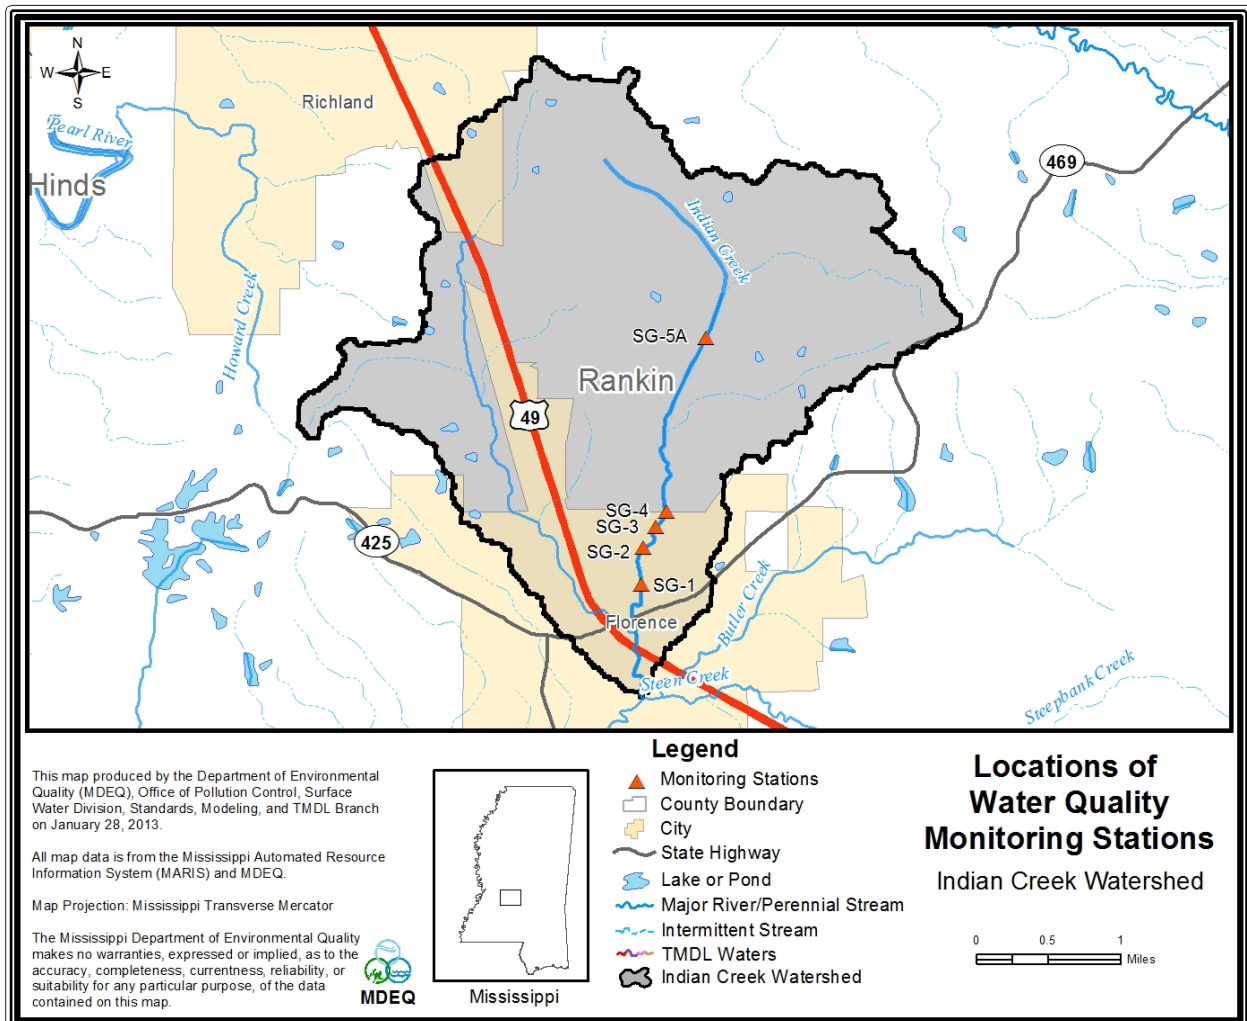 N
W E
S
Richland
Pearl River
Hinds
469
Indian Creek
Howard Creek
SG-5A
Rankin
49
SG-4
SG-3
425
SG-2
SG-1
Butler Creek
Florence
Steen Creek
Steepbank Creek
This map produced by the Department of Environmental
Quality (MDEQ), Office of Pollution Control, Surface
Water Division, Standards, Modeling, and TMDL Branch
on January 28, 2013.
All map data is from the Mississippi Automated Resource
Information System (MARIS) and MDEQ.
Map Projection: Mississippi Transverse Mercator
The Mississippi Department of Environmental Quality
makes no warranties, expressed or implied, as to the
accuracy, completeness, currentness, reliability, or
suitability for any particular purpose, of the data
contained on this map.
MDEQ
Mississippi
Legend
Monitoring Stations
County Boundary
City
State Highway
Lake or Pond
Major River/Perennial Stream
Intermittent Stream
TMDL Waters
Indian Creek Watershed
Locations of
Water Quality
Monitoring Stations
Indian Creek Watershed
0 0.5 1
Miles